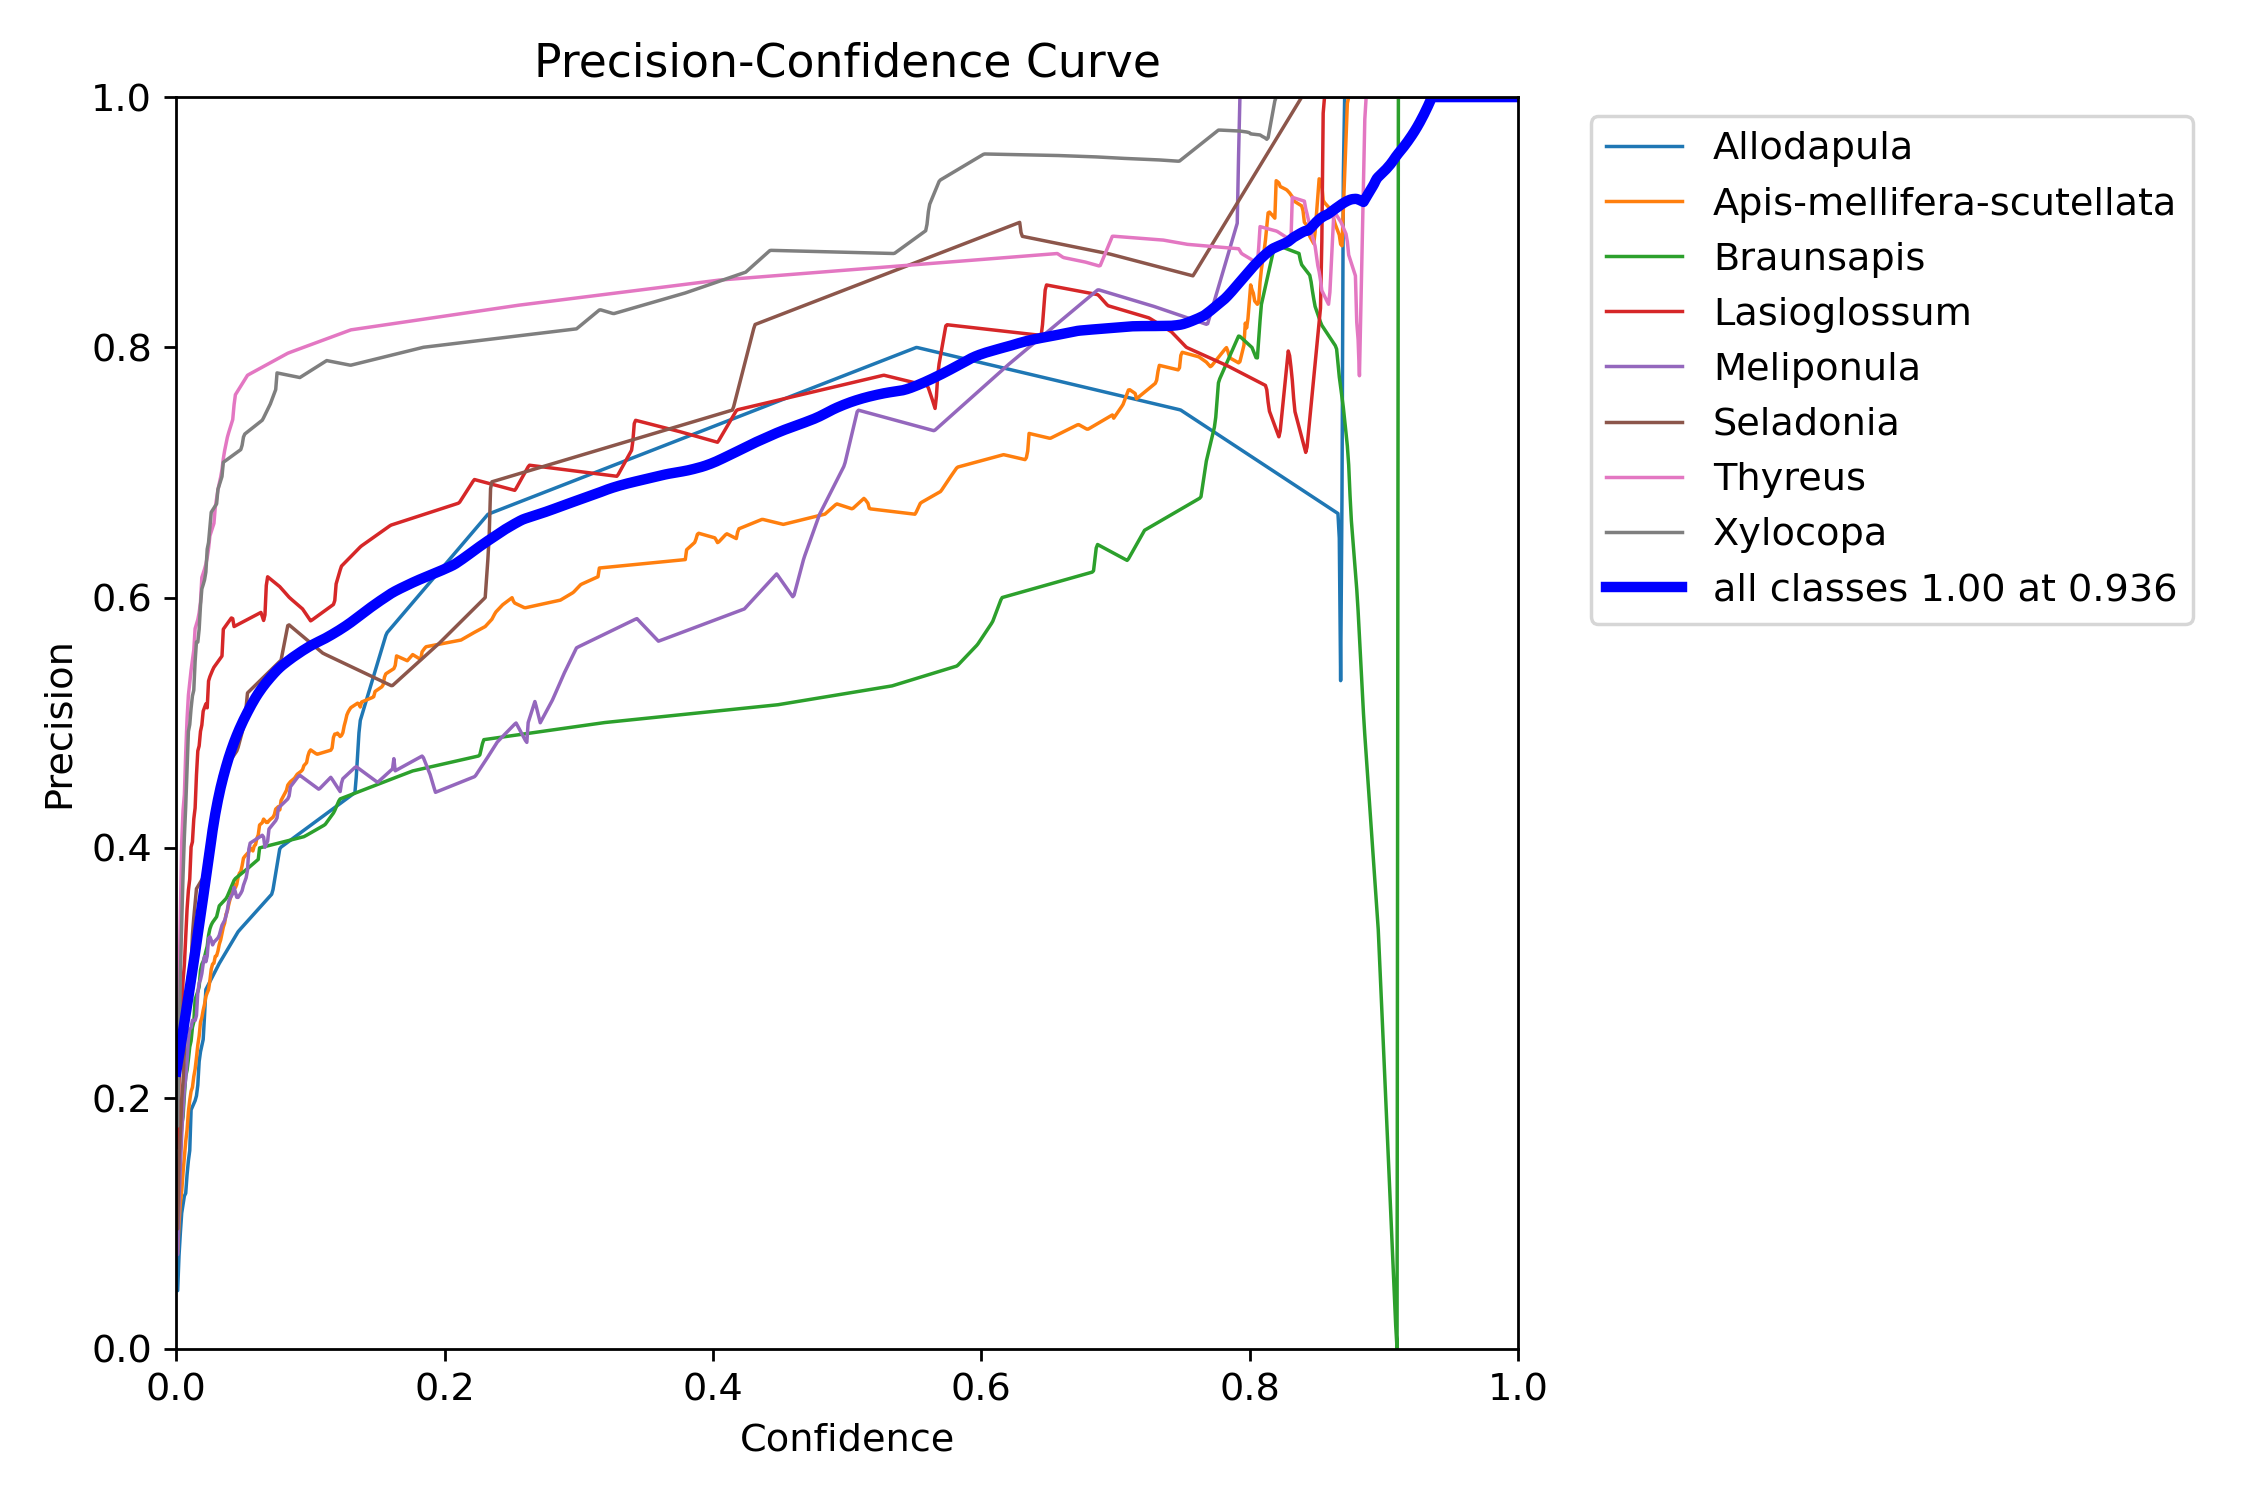 Precision-Confidence Curve
1.0
0.8
0.6
0.4
0.2
0.0
Precision
0.0 0.2 0.4 0.6 0.8 1.0
Confidence
Allodapula
Apis-mellifera-scutellata
Braunsapis
Lasioglossum
Meliponula
Seladonia
Thyreus
Xylocopa
all classes 1.00 at 0.936